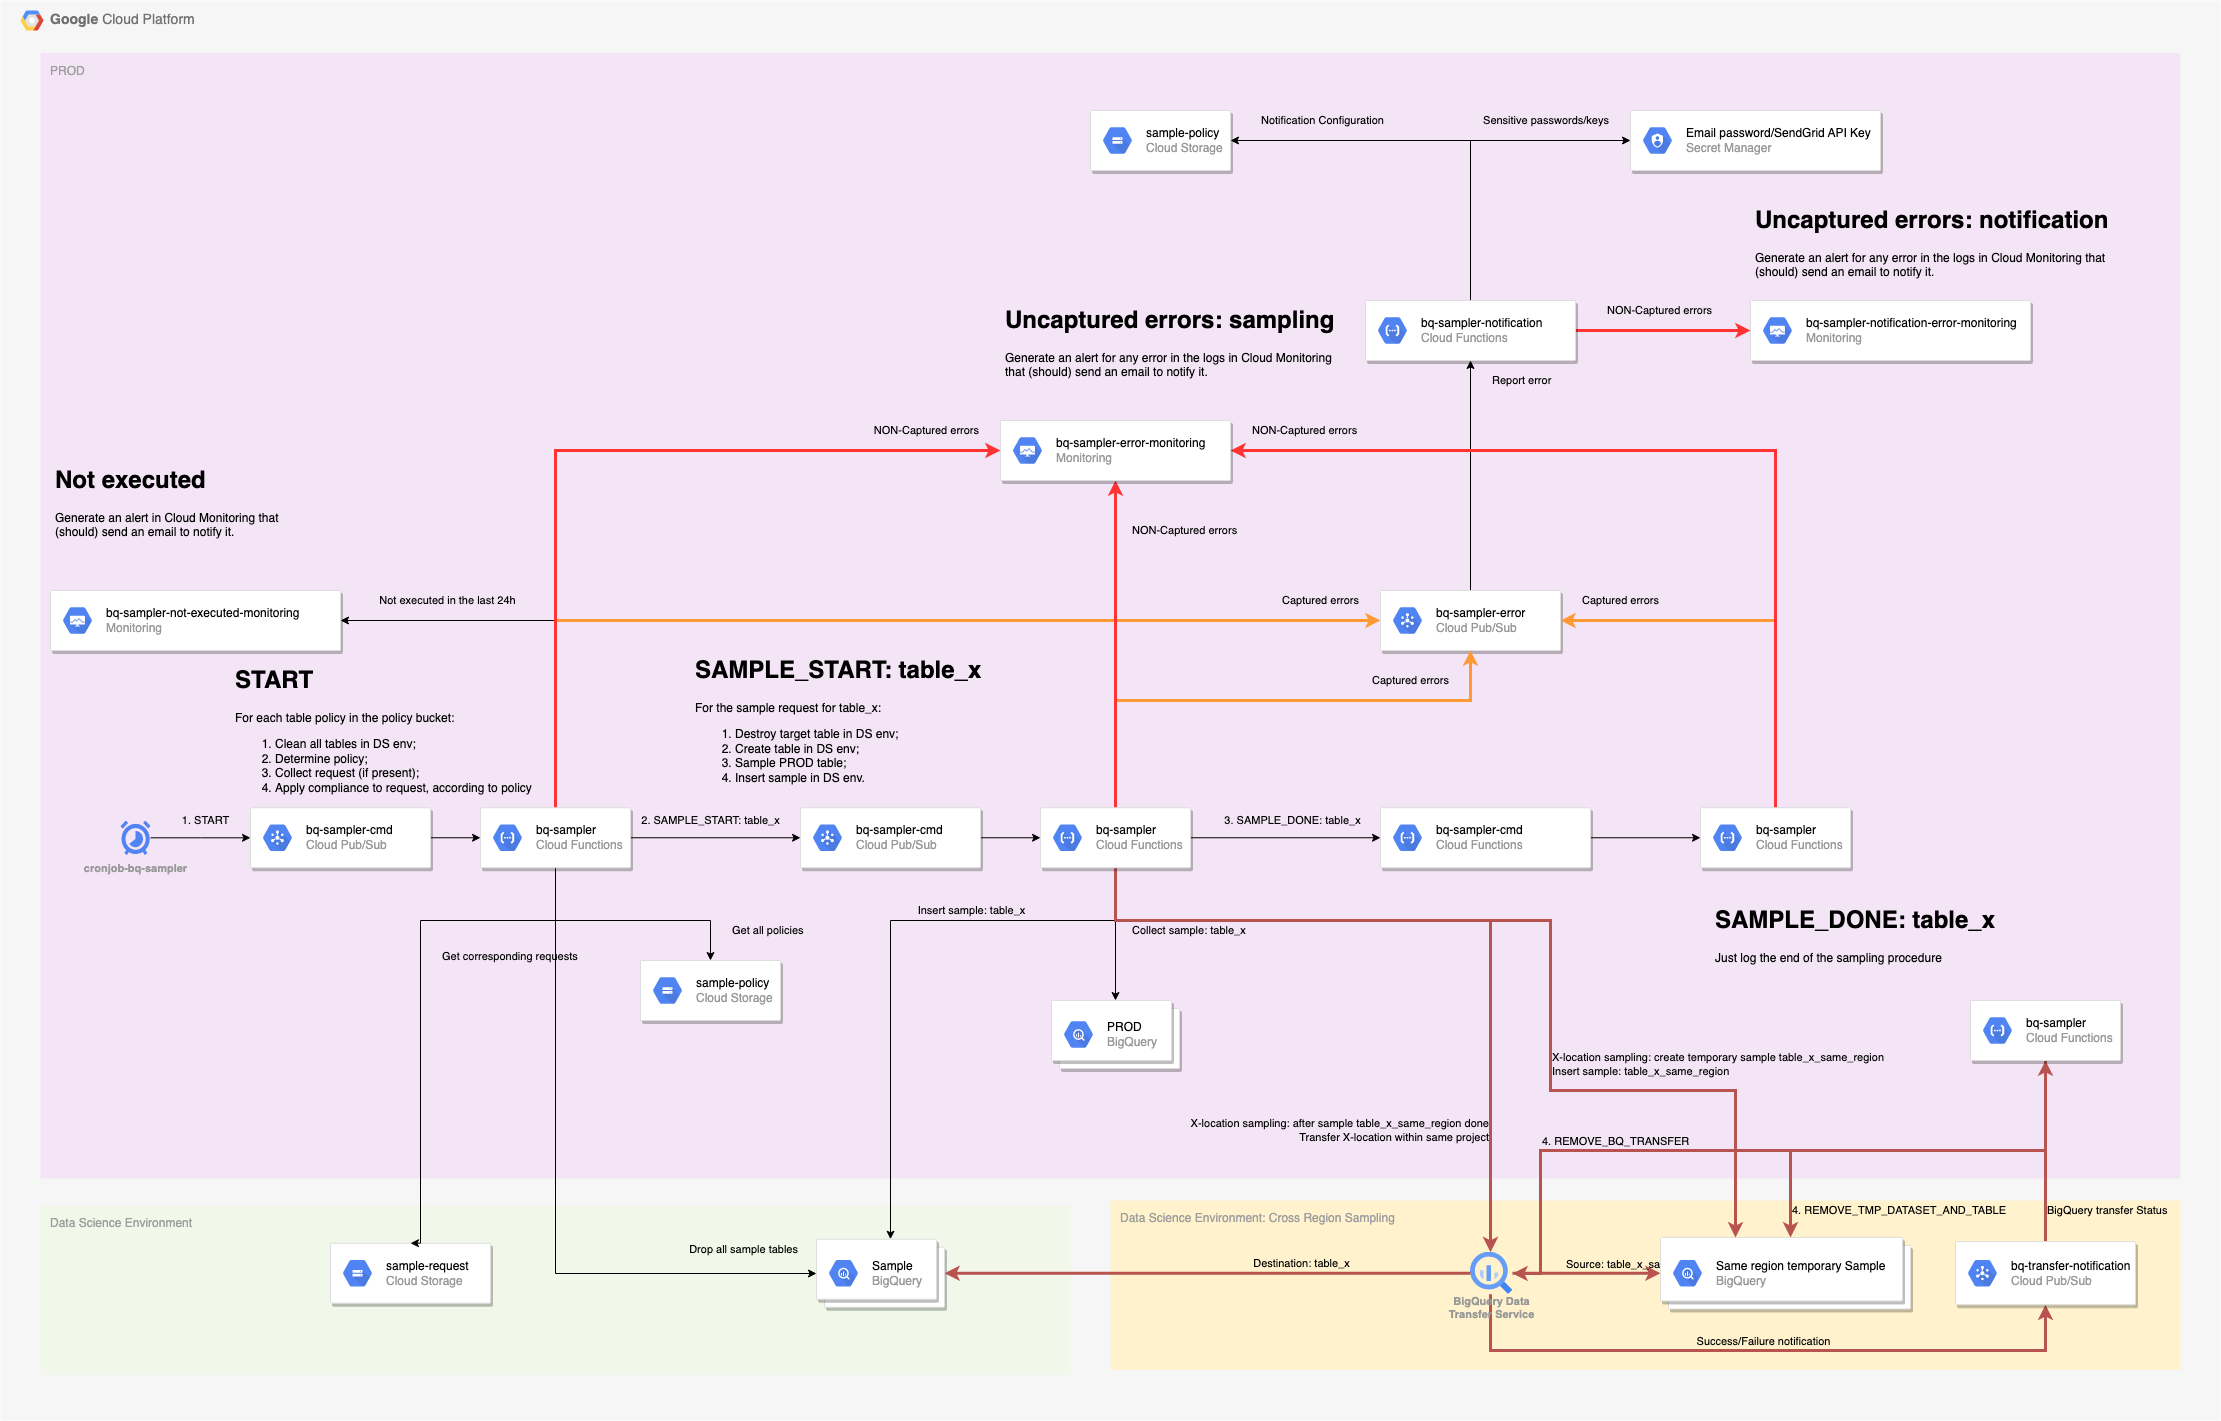 Google Cloud Platform
PROD
sample-policy
Cloud Storage
Notification Configuration
Sensitive passwords/keys
Email password/SendGrid API Key
Secret Manager
Uncaptured errors: notification
Generate an alert for any error in the logs in Cloud Monitoring that
(should) send an email to notify it.
Uncaptured errors: sampling
Generate an alert for any error in the logs in Cloud Monitoring
that (should) send an email to notify it.
bq-sampler-notification
Cloud Functions
NON-Captured errors
bq-sampler-notification-error-monitoring
Monitoring
Report error
NON-Captured errors
bq-sampler-error-monitoring
Monitoring
NON-Captured errors
NON-Captured errors
Not executed
Generate an alert in Cloud Monitoring that
(should) send an email to notify it.
bq-sampler-not-executed-monitoring
Monitoring
Not executed in the last 24h
Captured errors
bq-sampler-error
Cloud Pub/Sub
Captured errors
Captured errors
START
For each table policy in the policy bucket:
1. Clean all tables in DS env;
2. Determine policy;
3. Collect request (if present);
4. Apply compliance to request, according to policy
SAMPLE_START: table_x
For the sample request for table_x:
1. Destroy target table in DS env;
2. Create table in DS env;
3. Sample PROD table;
4. Insert sample in DS env.
cronjob-bq-sampler
1. START
bq-sampler-cmd
Cloud Pub/Sub
bq-sampler
Cloud Functions
2. SAMPLE_START: table_x
bq-sampler-cmd
Cloud Pub/Sub
bq-sampler
Cloud Functions
3. SAMPLE_DONE: table_x
bq-sampler-cmd
Cloud Functions
bq-sampler
Cloud Functions
Insert sample: table_x
Get all policies
Collect sample: table_x
Get corresponding requests
sample-policy
Cloud Storage
PROD
BigQuery
SAMPLE_DONE: table_x
Just log the end of the sampling procedure
bq-sampler
Cloud Functions
X-location sampling: create temporary sample table_x_same_region
Insert sample: table_x_same_region
X-location sampling: after sample table_x_same_region done
Transfer X-location within same project
4. REMOVE_BQ_TRANSFER
4. REMOVE_TMP_DATASET_AND_TABLE
BigQuery transfer Status
Data Science Environment
sample-request
Cloud Storage
Drop all sample tables
Sample
BigQuery
Data Science Environment: Cross Region Sampling
Destination: table_x
BigQuery Data
Transfer Service
Source: table_x_sa
Same region temporary Sample
BigQuery
bq-transfer-notification
Cloud Pub/Sub
Success/Failure notification